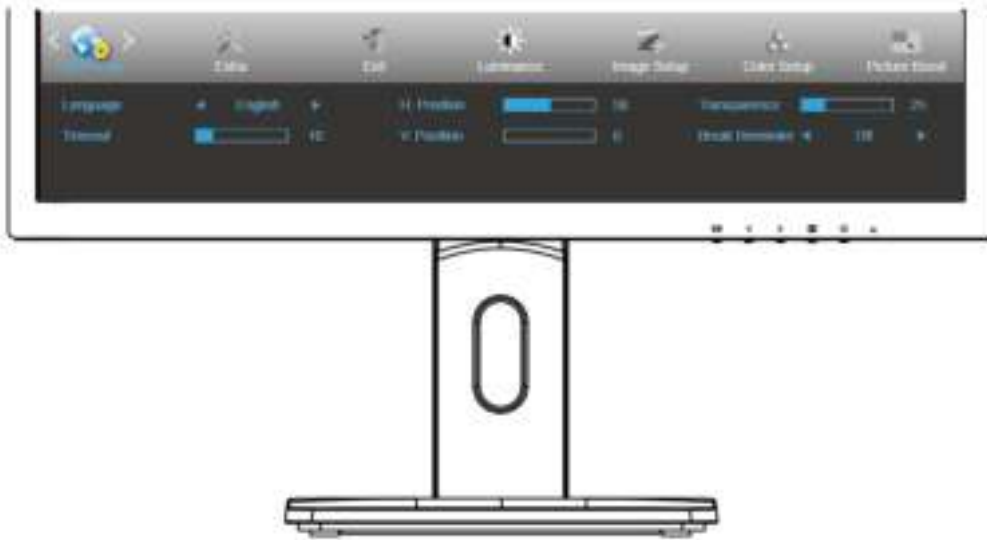 Extra Exit Luminance Image Setup Color Setup Picture Boost
Language English H. Position 50 Transparence 25
Timeout 10 V. Position 0 Break Reminder Off